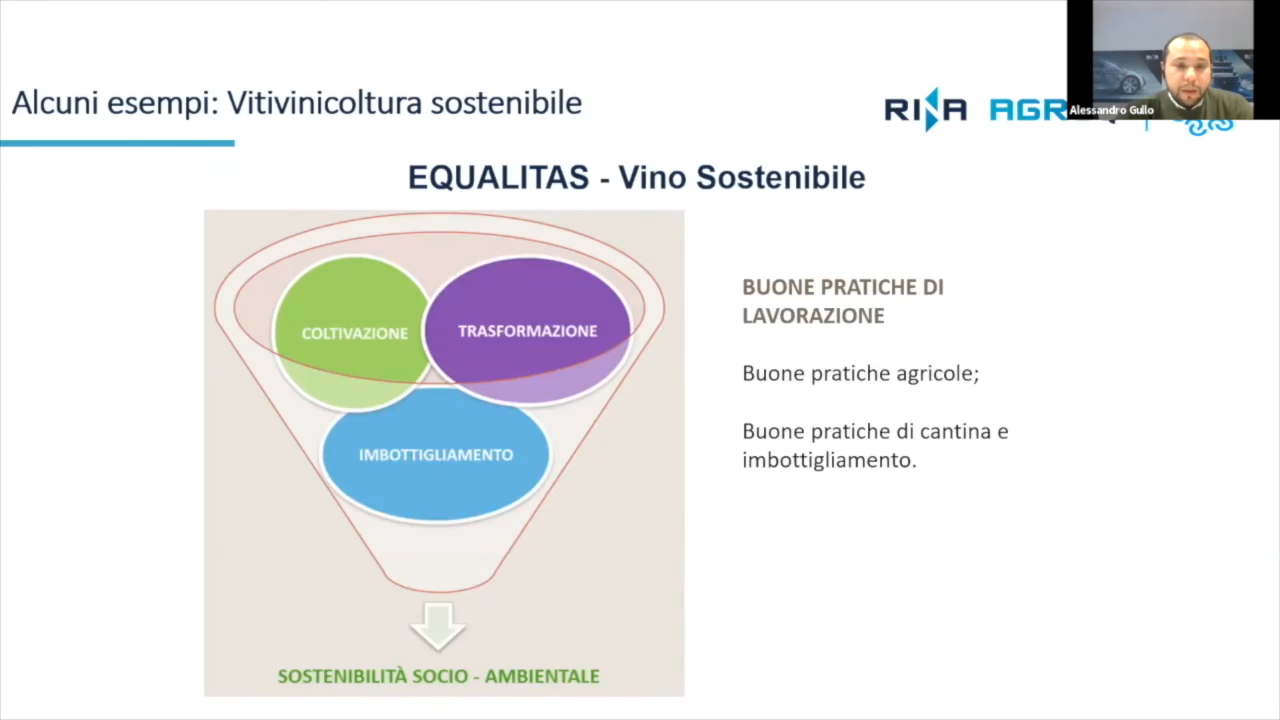 Alcuni esempi: Vitivinicoltura sostenibile
RINA AGR
Alessandro Gullo
EQUALITAS - Vino Sostenibile
COLTIVAZIONE
TRASFORMAZIONE
IMBOTTIGLIAMENTO
SOSTENIBILITÀ SOCIO - AMBIENTALE
BUONE PRATICHE DI
LAVORAZIONE
Buone pratiche agricole;
Buone pratiche di cantina e
imbottigliamento.